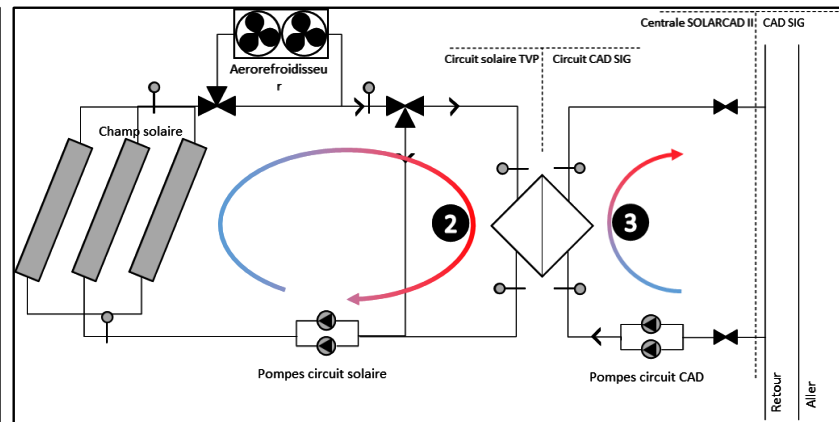 Centrale SOLARCAD II
CAD SIG
Aerorefroidisseu
r
Circuit solaire TVP
Circuit CAD SIG
Champ solaire
2
3
Pompes circuit solaire
Pompes circuit CAD
Retour
Aller